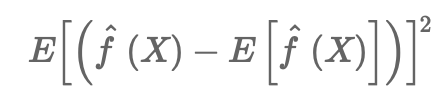 E[(f̂ (X) − E[f̂ (X)])]²